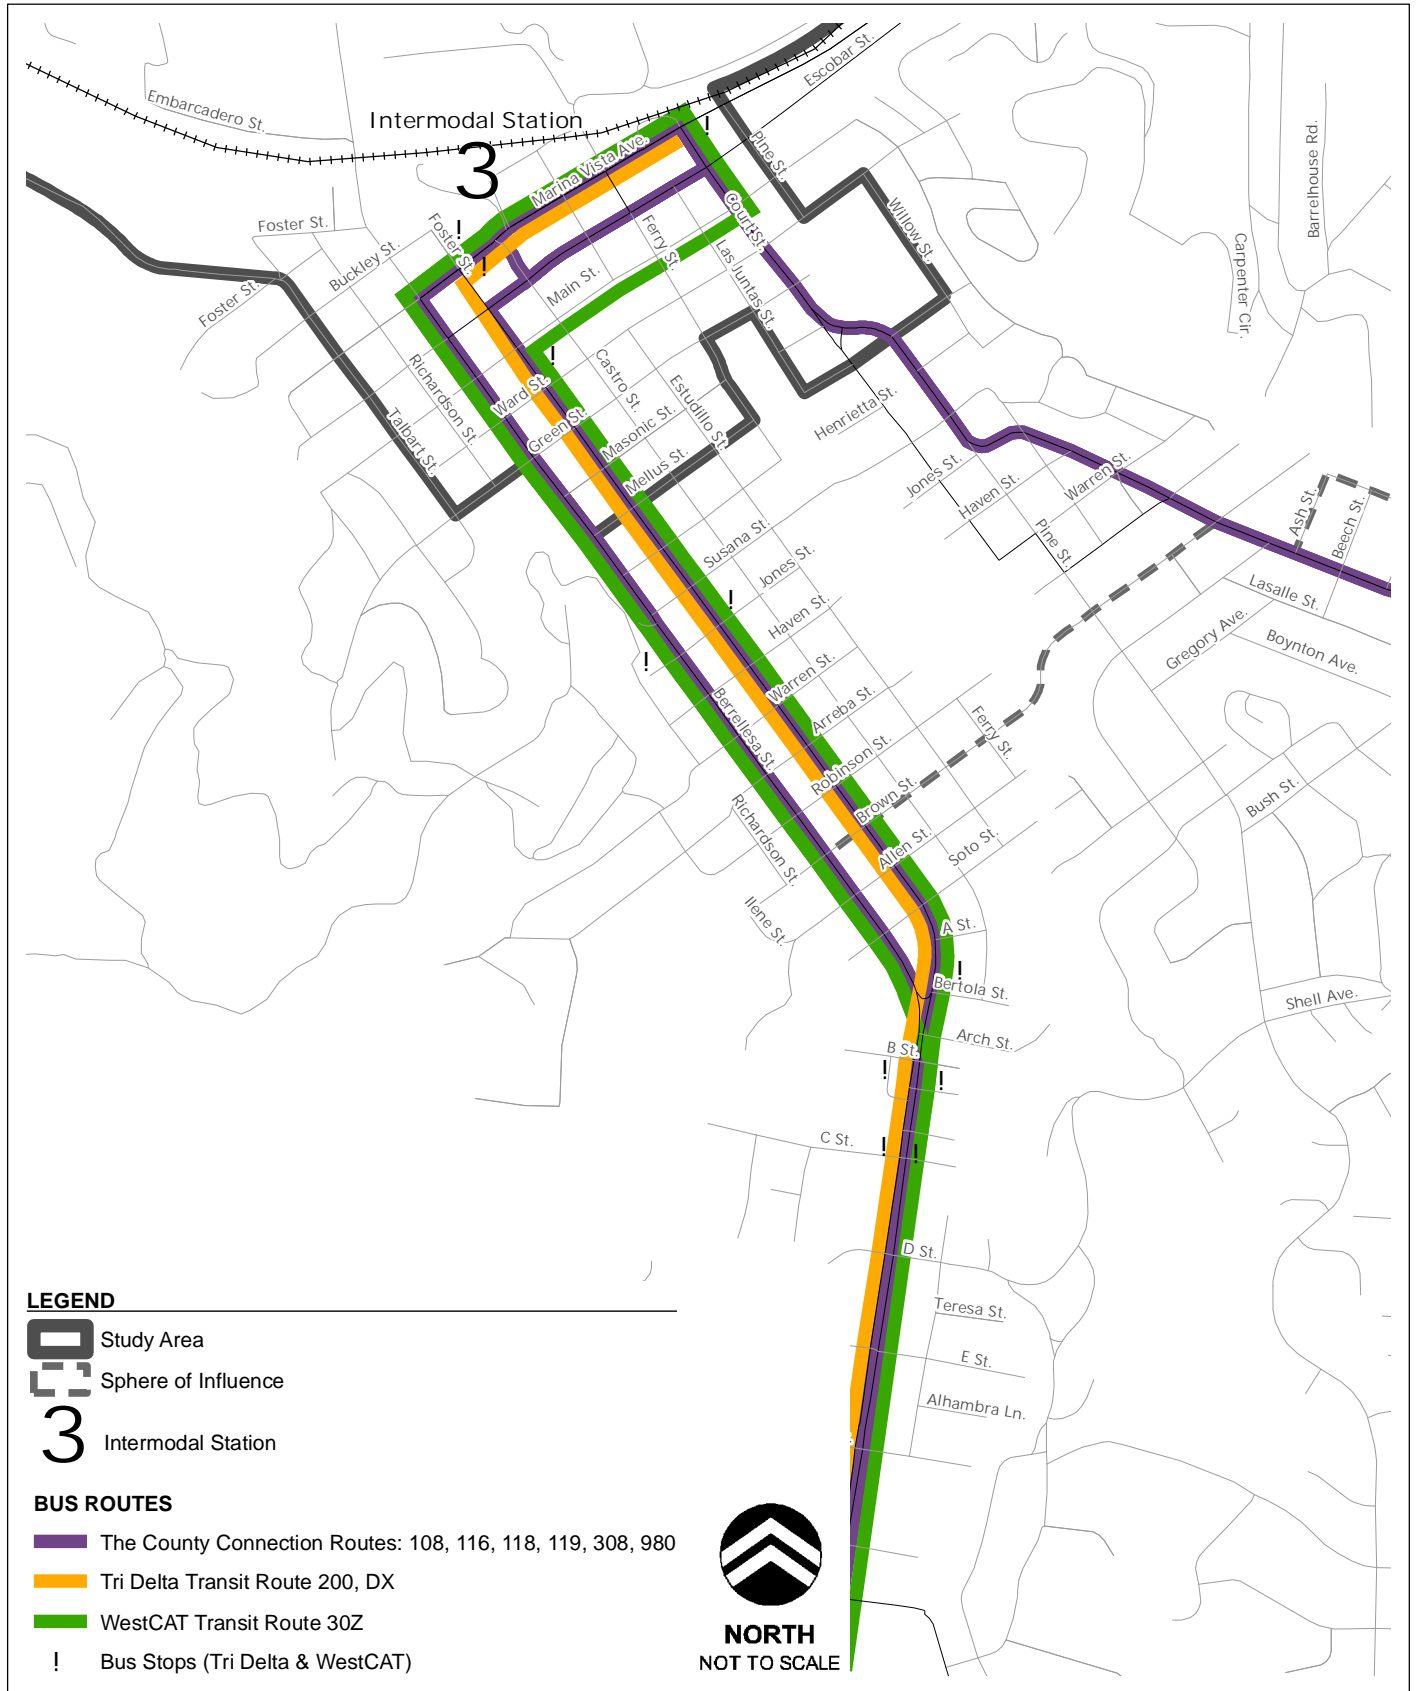 Escobar St.
Embarcadero St.
Intermodal Station
3
Marina Vista Ave.
Pine St.
Barrelhouse Rd.
Willow St.
Court St.
Foster St.
Foster St.
Buckley St.
Ferry St.
Las Juntas St.
Carpenter Cir.
Main St.
Foster St.
!
!
!
!
Richardson St.
Ward St.
Castro St.
Estudillo St.
Green St.
Masonic St.
Henrietta St.
Talbart St.
Mellus St.
Jones St.
Haven St.
Warren St.
Ash St.
Beech St.
Susana St.
Pine St.
Jones St.
Lasalle St.
!
Haven St.
Gregory Ave.
Boynton Ave.
!
Warren St.
Berrellesa St.
Arreba St.
Ferry St.
Robinson St.
Brown St.
Bush St.
Richardson St.
Allen St.
Soto St.
Ilene St.
A St.
!
Bertola St.
Shell Ave.
Arch St.
B St.
!
!
C St.
!
!
D St.
Teresa St.
E St.
Alhambra Ln.
LEGEND
Study Area
Sphere of Influence
3 Intermodal Station
BUS ROUTES
The County Connection Routes: 108, 116, 118, 119, 308, 980
Tri Delta Transit Route 200, DX
WestCAT Transit Route 30Z
! Bus Stops (Tri Delta & WestCAT)
NORTH
NOT TO SCALE